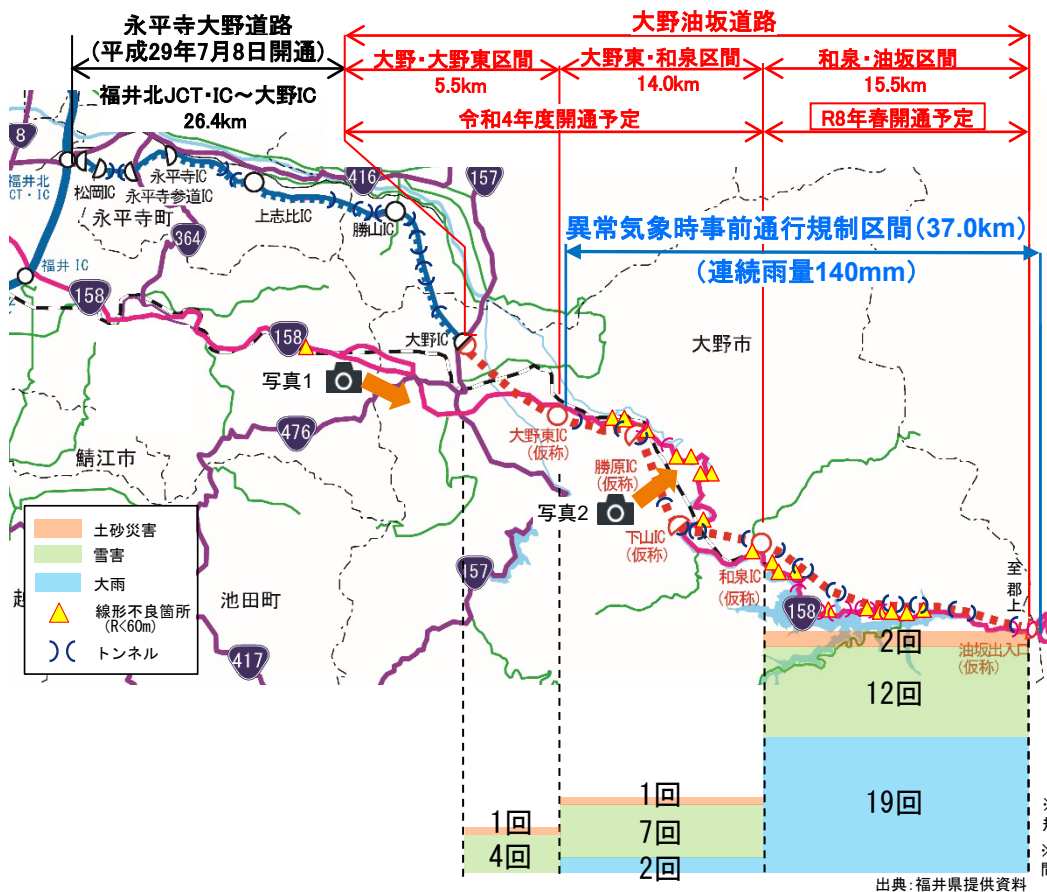 永平寺大野道路
(平成29年7月8日開通)
福井北JCT・IC～大野IC
26.4km
大野油坂道路
大野・大野東区間
5.5km
大野東・和泉区間
14.0km
和泉・油坂区間
15.5km
令和4年度開通予定
R8年春開通予定
異常気象時事前通行規制区間(37.0km)
(連続雨量140mm)
8
福井北
CT・IC
松岡IC
永平寺参道IC
永平寺IC
永平寺町
上志比IC
416
157
勝山IC
364
福井 IC
158
158
大野IC
大野市
写真1
476
鯖江市
大野東IC
(仮称)
勝原IC
(仮称)
写真2
下山IC
(仮称)
和泉IC
(仮称)
157
158
至 郡上
油坂出入口
(仮称)
池田町
417
土砂災害
雪害
大雨
線形不良箇所
(R<60m)
トンネル
1回
4回
1回
7回
2回
2回
12回
19回
※
※
間
出典:福井県提供資料